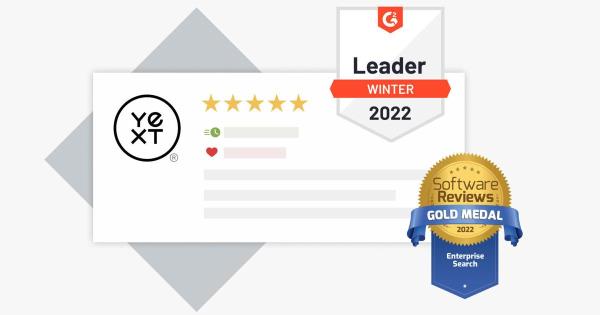 YE
XT
®
G2
Leader
WINTER
2022
Software
Reviews
GOLD MEDAL
2022
Enterprise
Search